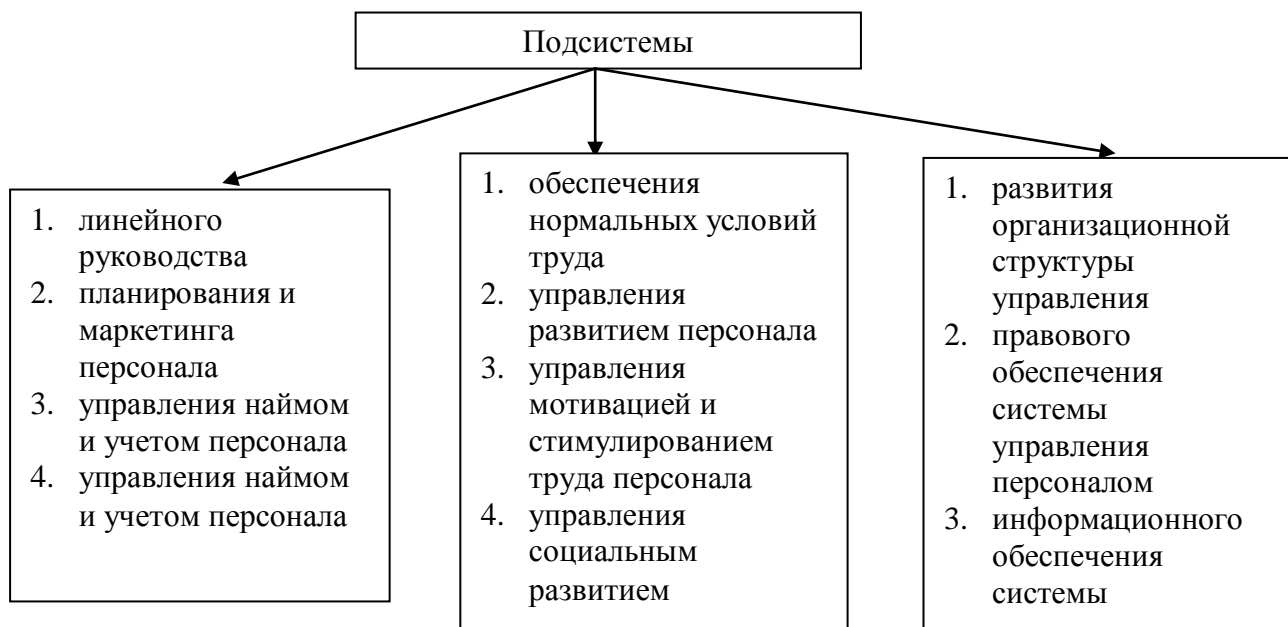 Подсистемы
1. линейного
руководства
2. планирования и
маркетинга
персонала
3. управления наймом
и учетом персонала
4. управления наймом
и учетом персонала
1. обеспечения
нормальных условий
труда
2. управления
развитием персонала
3. управления
мотивацией и
стимулированием
труда персонала
4. управления
социальным
развитием
1. развития
организационной
структуры
управления
2. правового
обеспечения
системы
управления
персоналом
3. информационного
обеспечения
системы